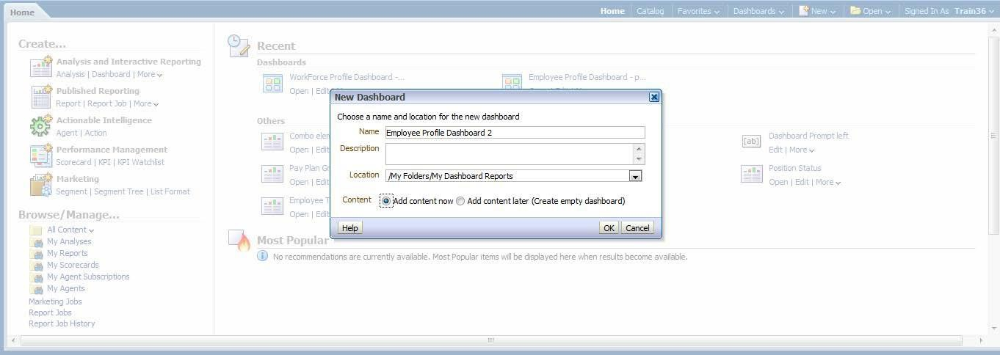 Home
Home Catalog Favorites Dashboards New Open Signed In As Train36
Create...
Analysis and Interactive Reporting
Analysis | Dashboard | More
Published Reporting
Report | Report Job | More
Actionable Intelligence
Agent | Action
Performance Management
Scorecard | KPI | KPI Watchlist
Marketing
Segment | Segment Tree | List Format
Browse/Manage...
All Content
My Analyses
My Reports
My Scorecards
My Agent Subscriptions
My Agents
Marketing Jobs
Report Jobs
Report Job History
Recent
Dashboards
WorkForce Profile Dashboard -... Employee Profile Dashboard - p...
Open | Edit
Others
Combo elem Dashboard Prompt left
Open | Edit Edit | More
Pay Plan Gr Position Status
Open | Edit Open | Edit | More
Employee T
Open | Edit
New Dashboard
Choose a name and location for the new dashboard
Name Employee Profile Dashboard 2
Description
Location /My Folders/My Dashboard Reports
Content Add content now Add content later (Create empty dashboard)
Help OK Cancel
Most Popular
No recommendations are currently available. Most Popular items will be displayed here when results become available.